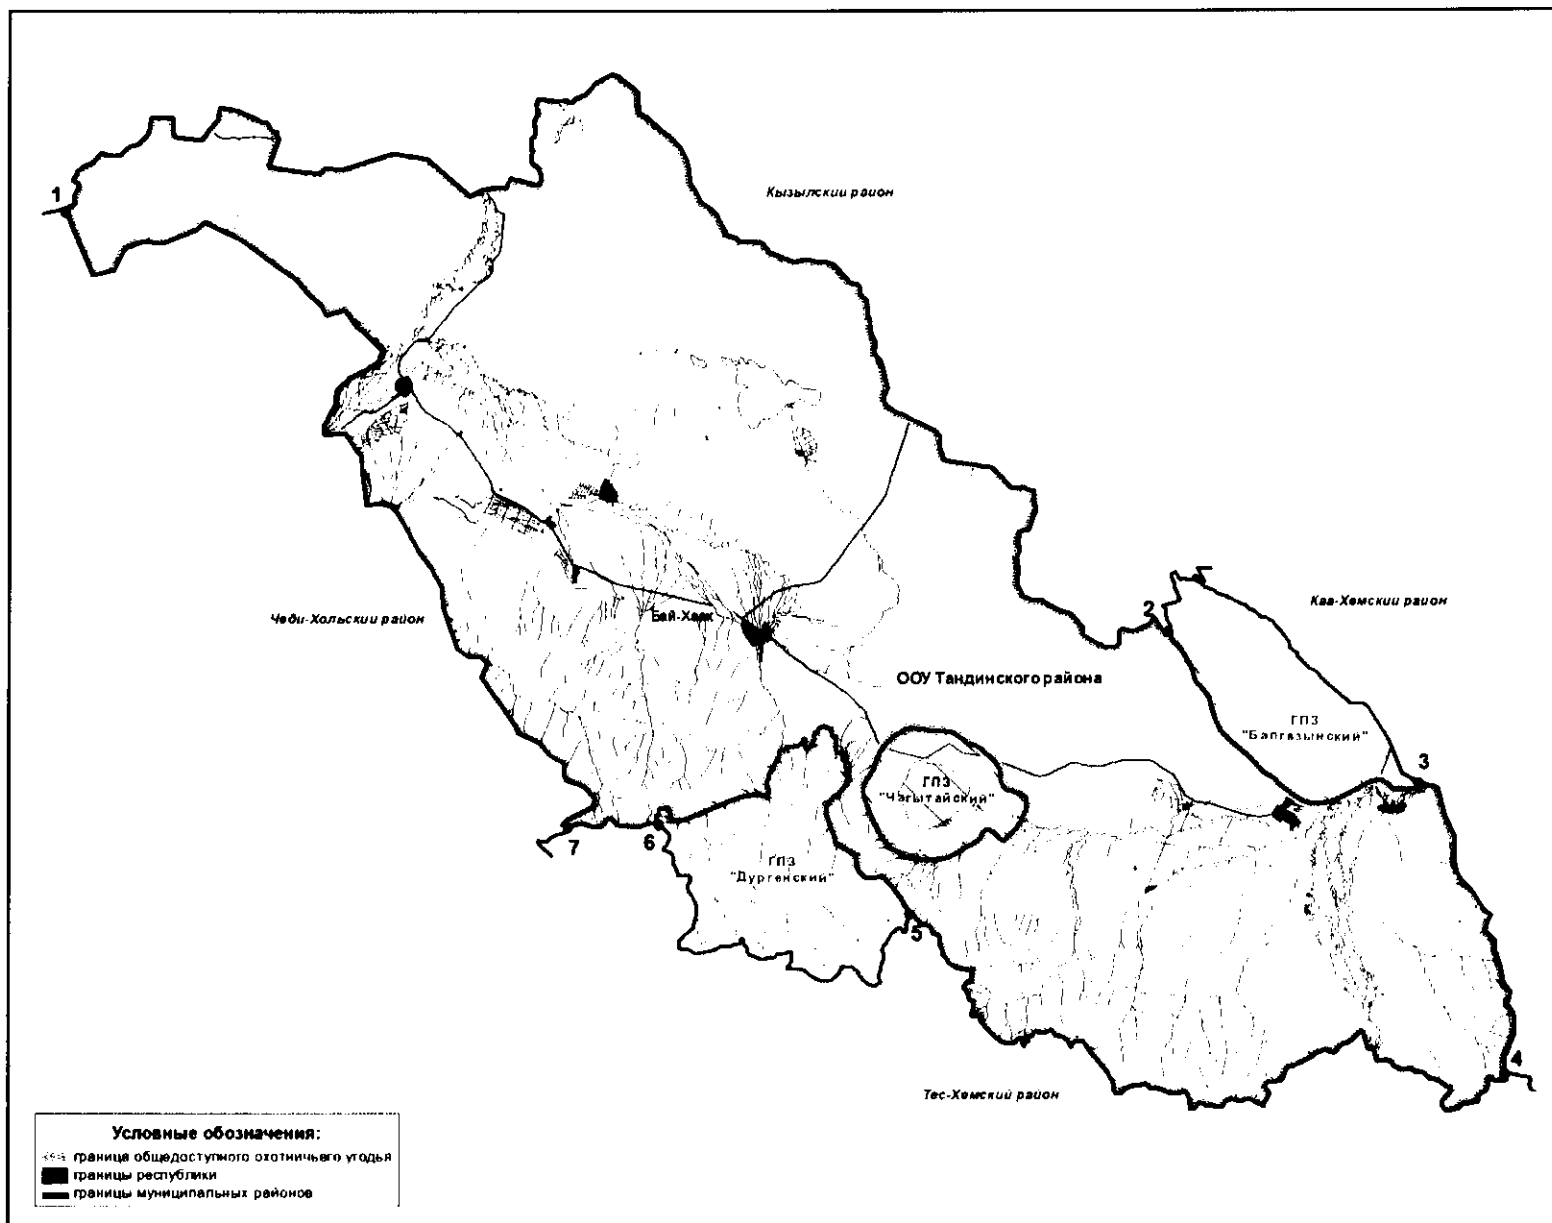 1
Кызылский район
2
Каа-Хемский район
Чеди-Хольский район
Бай-Хаак
ООУ Тандинского района
ГПЗ
"Балгазынский"
3
ГПЗ
"Чагытайский"
7
6
ГПЗ
"Дургенский"
5
4
Тес-Хемский район
Условные обозначения:
граница общедоступного охотничьего угодья
границы республики
границы муниципальных районов